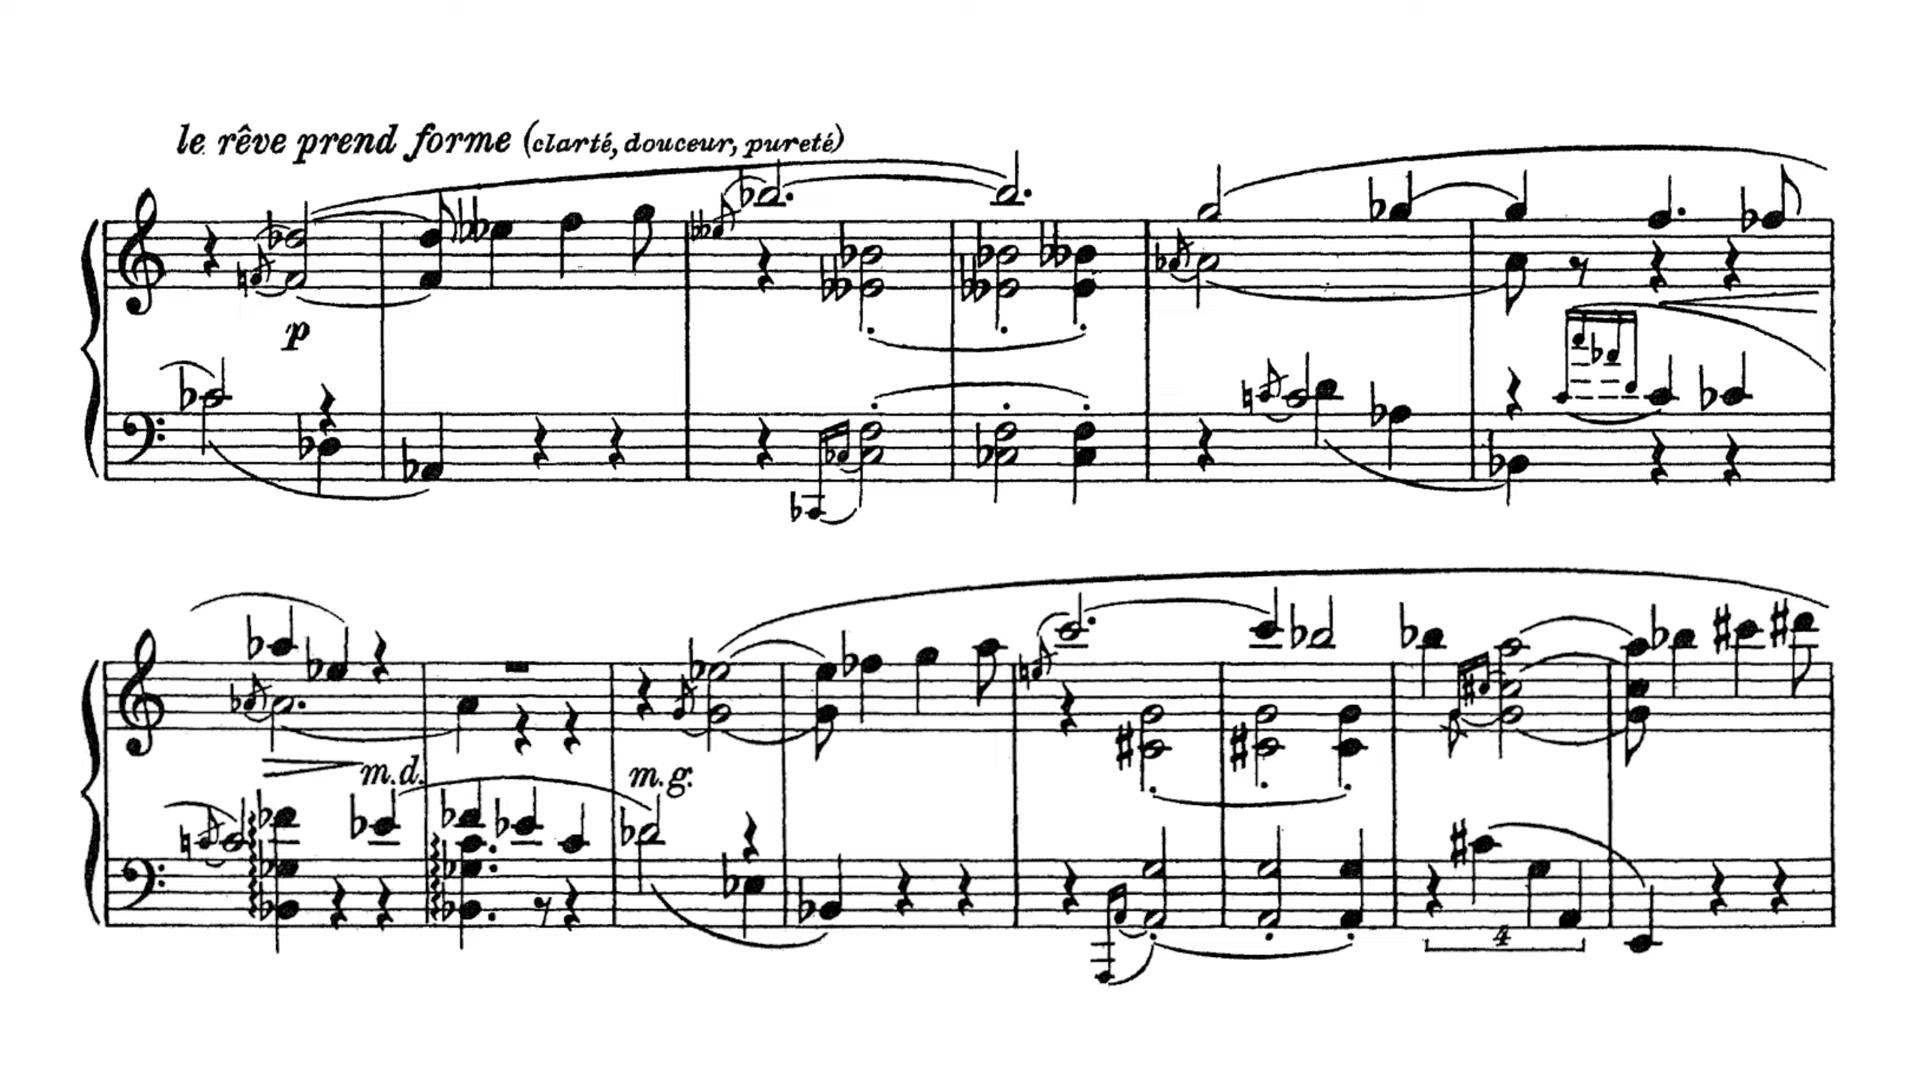 le rêve prend forme (clarté, douceur, pureté)
p
m.d.
m.g.
4